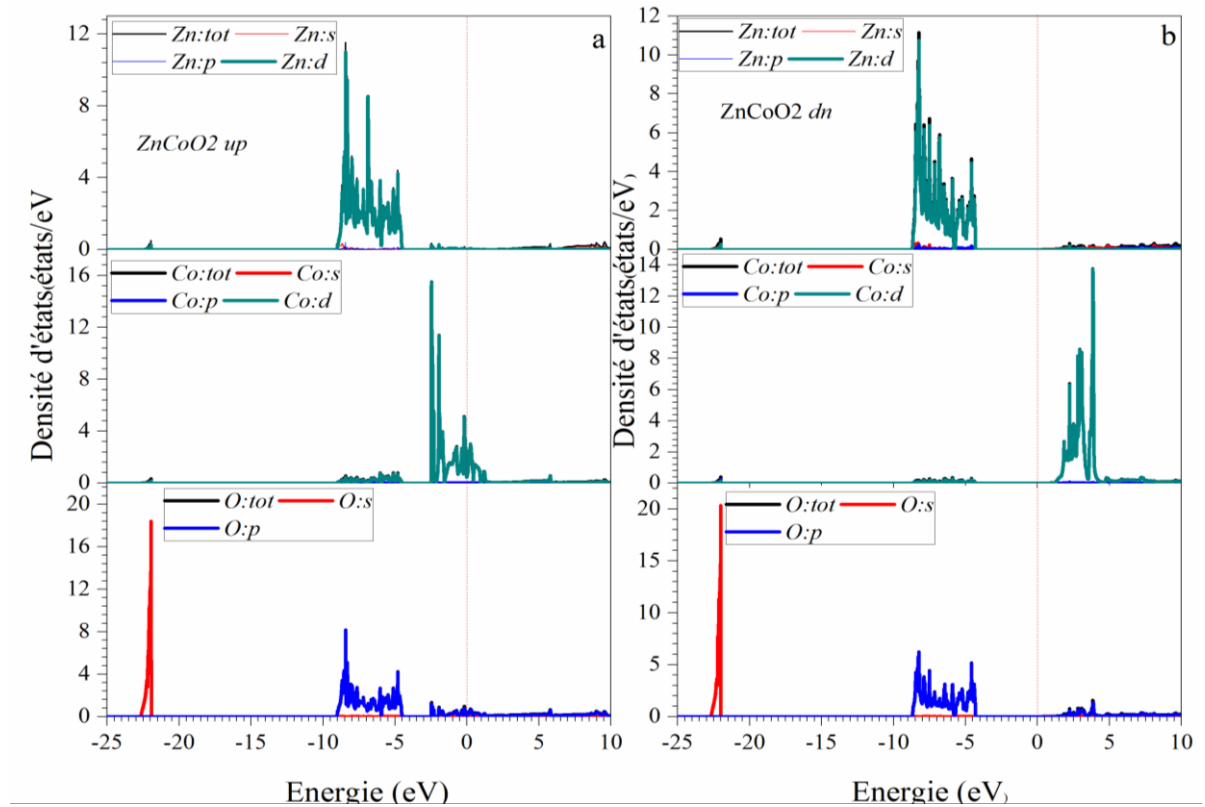 a
Zn:tot Zn:s
Zn:p Zn:d
ZnCoO2 up
12
8
4
0
Co:tot Co:s
Co:p Co:d
16
12
8
4
0
O:tot O:s
O:p
20
16
12
8
4
0
-25 -20 -15 -10 -5 0 5 10
Densité d'états(états/eV
Energie (eV)
b
Zn:tot Zn:s
Zn:p Zn:d
ZnCoO2 dn
12
10
8
6
4
2
0
Co:tot Co:s
Co:p Co:d
14
12
10
8
6
4
2
0
O:tot O:s
O:p
20
15
10
5
0
-25 -20 -15 -10 -5 0 5 10
Densité d'états(états/eV)
Energie (eV)